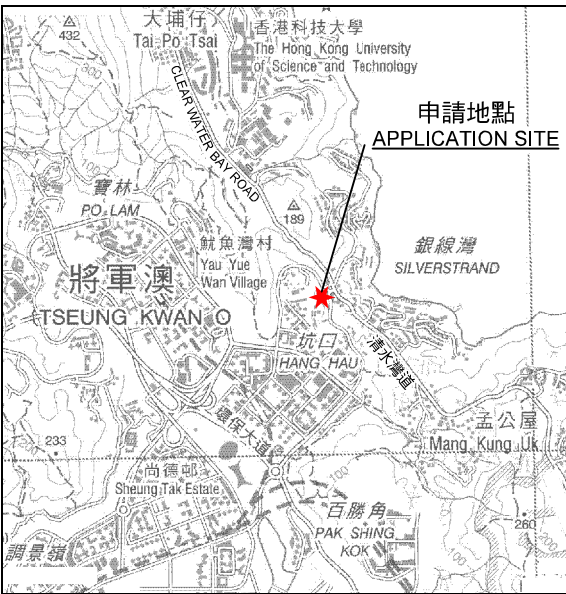 大埔仔
Tai Po Tsai
432
香港科技大學
The Hong Kong University
of Science and Technology
300
CLEAR WATER BAY ROAD
申請地點
APPLICATION SITE
寶林
PO LAM
189
魷魚灣村
Yau Yue
Wan Village
銀線灣
SILVERSTRAND
將軍澳
TSEUNG KWAN O
坑口
HANG HAU
清水灣道
環保大道
孟公屋
Mang Kung Uk
233
尚德邨
Sheung Tak Estate
100
百勝角
PAK SHING
KOK
260
200
100
調景嶺